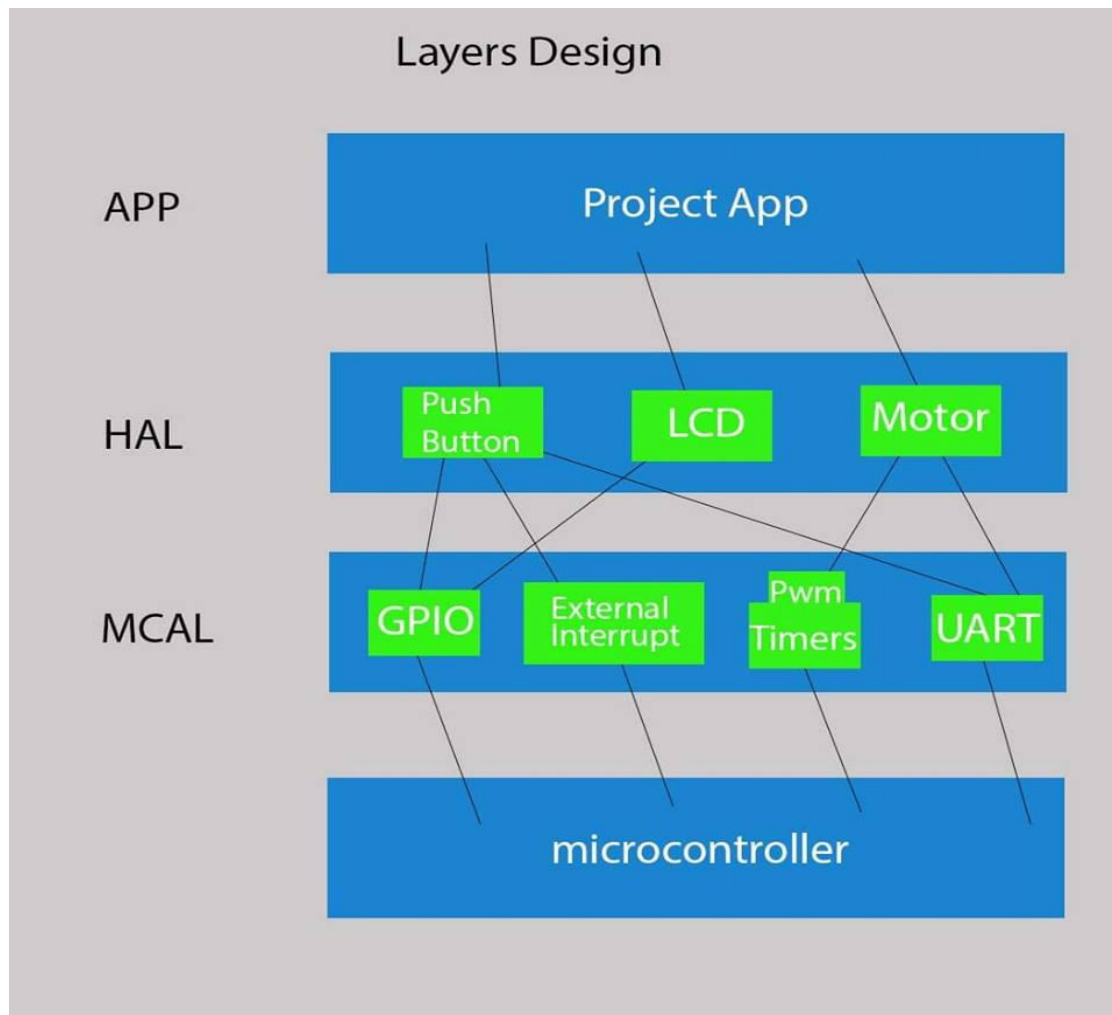 Layers Design
APP
Project App
HAL
Push
Button
LCD
Motor
MCAL
GPIO
External
Interrupt
Pwm
Timers
UART
microcontroller